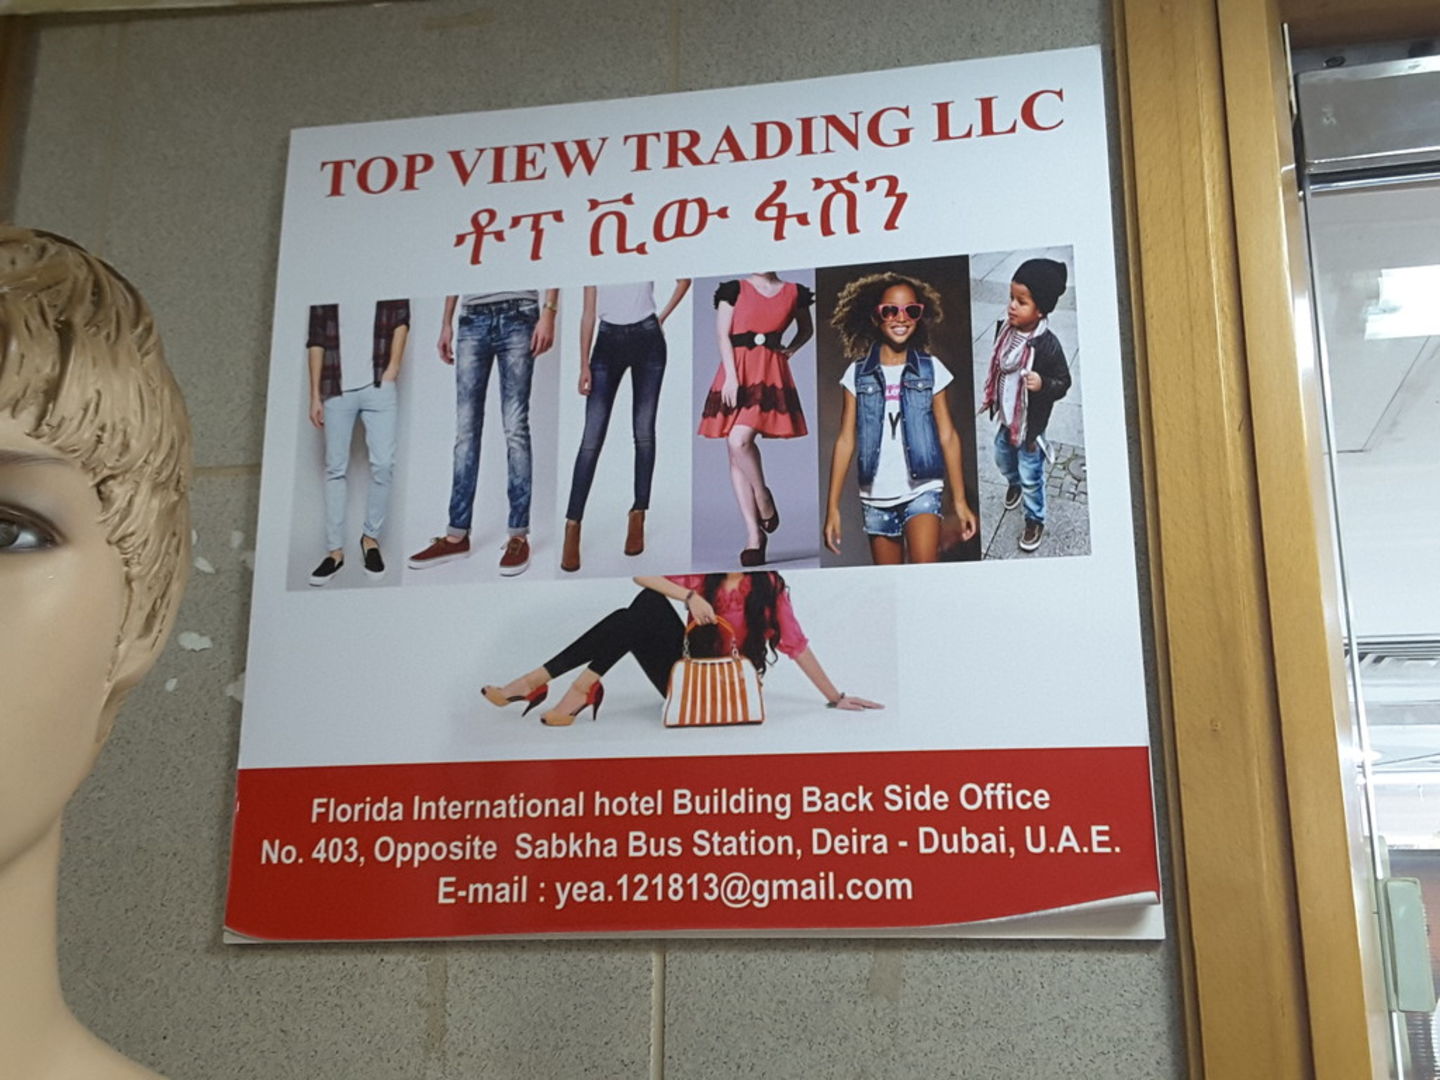 TOP VIEW TRADING LLC
ቶፕ ቪው ፋሽን
Florida International hotel Building Back Side Office
No. 403, Opposite Sabkha Bus Station, Deira - Dubai, U.A.E.
E-mail : yea.121813@gmail.com